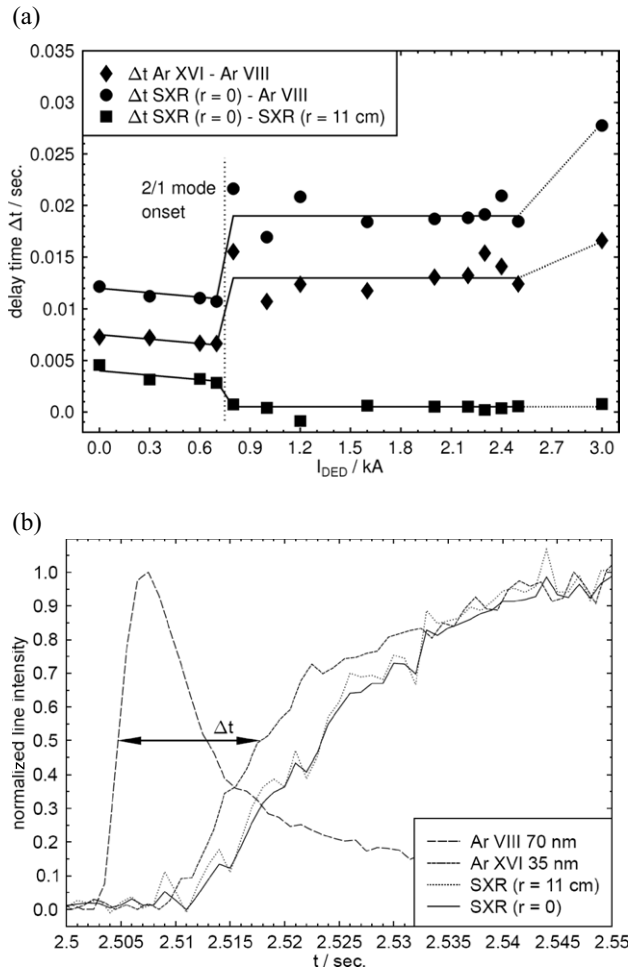 (a)
0.035
0.030
0.025
0.020
0.015
0.010
0.005
0.0
delay time Δt / sec.
Δt Ar XVI - Ar VIII
Δt SXR (r = 0) - Ar VIII
Δt SXR (r = 0) - SXR (r = 11 cm)
2/1 mode
onset
0.0 0.3 0.6 0.9 1.2 1.5 1.8 2.1 2.4 2.7 3.0
I_DED / kA
(b)
1.0
0.9
0.8
0.7
0.6
0.5
0.4
0.3
0.2
0.1
0.0
normalized line intensity
Δt
Ar VIII 70 nm
Ar XVI 35 nm
SXR (r = 11 cm)
SXR (r = 0)
2.5 2.505 2.51 2.515 2.52 2.525 2.53 2.535 2.54 2.545 2.55
t / sec.